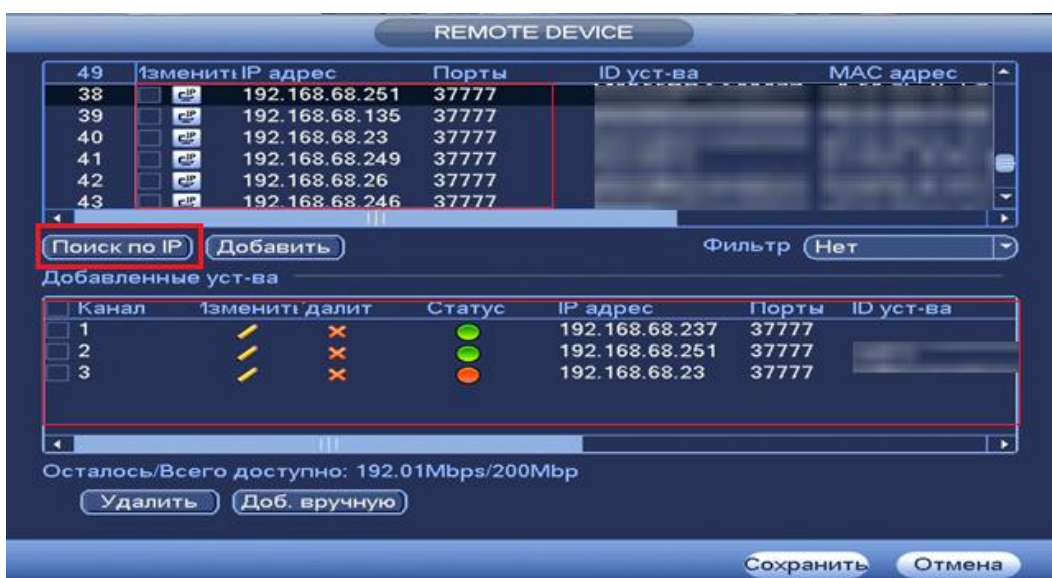 REMOTE DEVICE
49 Iзменить IP адрес Порты ID уст-ва MAC адрес
38 192.168.68.251 37777
39 192.168.68.135 37777
40 192.168.68.23 37777
41 192.168.68.249 37777
42 192.168.68.26 37777
43 192.168.68.246 37777
Поиск по IP Добавить Фильтр Нет
Добавленные уст-ва
Канал Iзменить далит Статус IP адрес Порты ID уст-ва
1 192.168.68.237 37777
2 192.168.68.251 37777
3 192.168.68.23 37777
Осталось/Всего доступно: 192.01Mbps/200Mbp
Удалить Доб. вручную
Сохранить Отмена